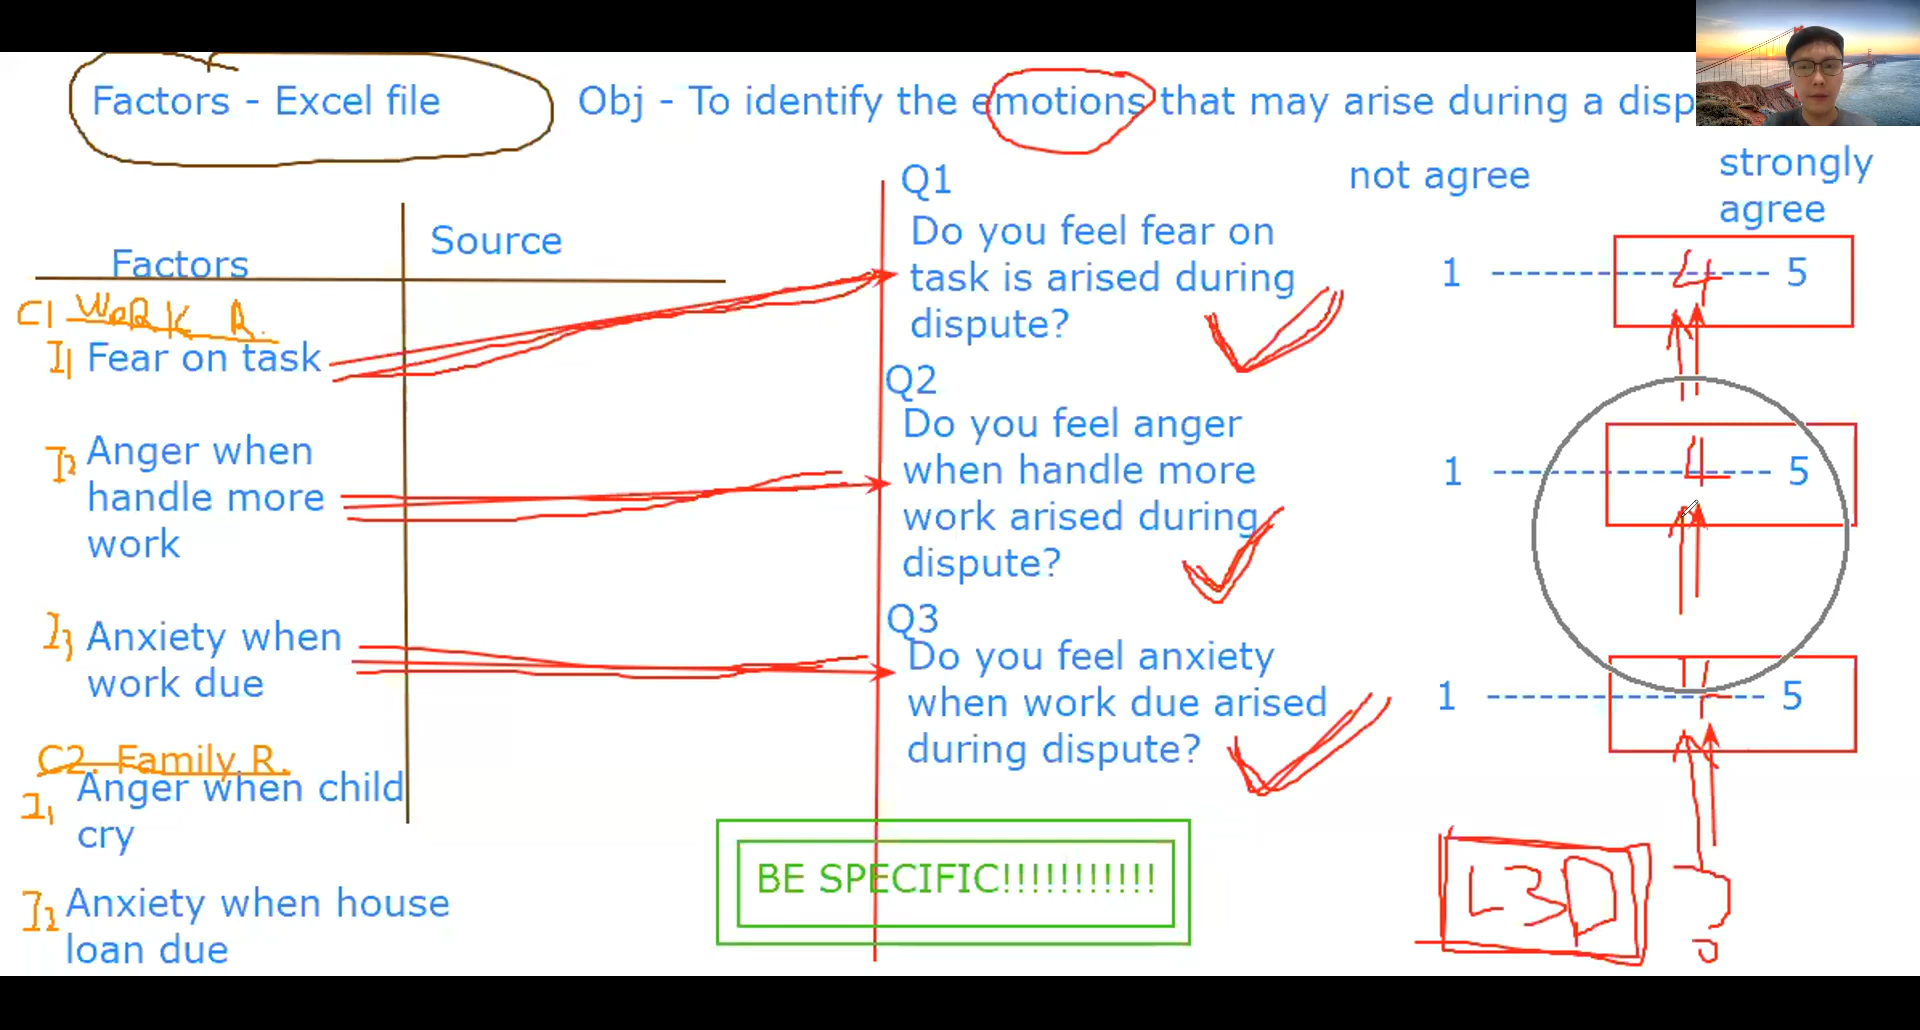 Factors - Excel file
Obj - To identify the emotions that may arise during a disp
not agree
strongly
agree
Factors
Source
C1 WORK R.
I1 Fear on task
I2 Anger when
handle more
work
I3 Anxiety when
work due
C2. Family R.
I1 Anger when child
cry
I2 Anxiety when house
loan due
Q1
Do you feel fear on
task is arised during
dispute?
1 ---------------- 4 ---- 5
Q2
Do you feel anger
when handle more
work arised during
dispute?
1 ---------------- 4 ---- 5
Q3
Do you feel anxiety
when work due arised
during dispute?
1 ---------------- 4 ---- 5
BE SPECIFIC!!!!!!!!!!!
L3D ?